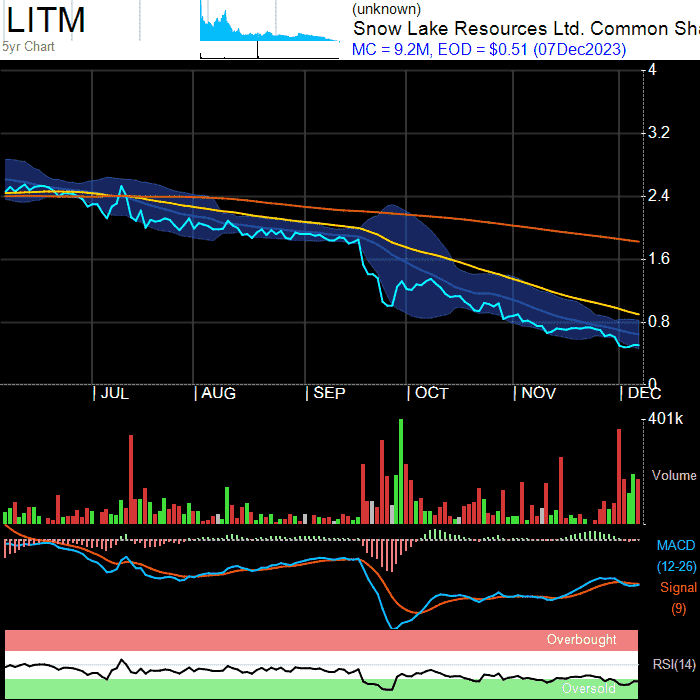 LITM
5yr Chart
(unknown)
Snow Lake Resources Ltd. Common Sha
MC = 9.2M, EOD = $0.51 (07Dec2023)
4
3.2
2.4
1.6
0.8
0
JUL
AUG
SEP
OCT
NOV
DEC
401k
Volume
MACD
(12-26)
Signal
(9)
Overbought
RSI(14)
Oversold